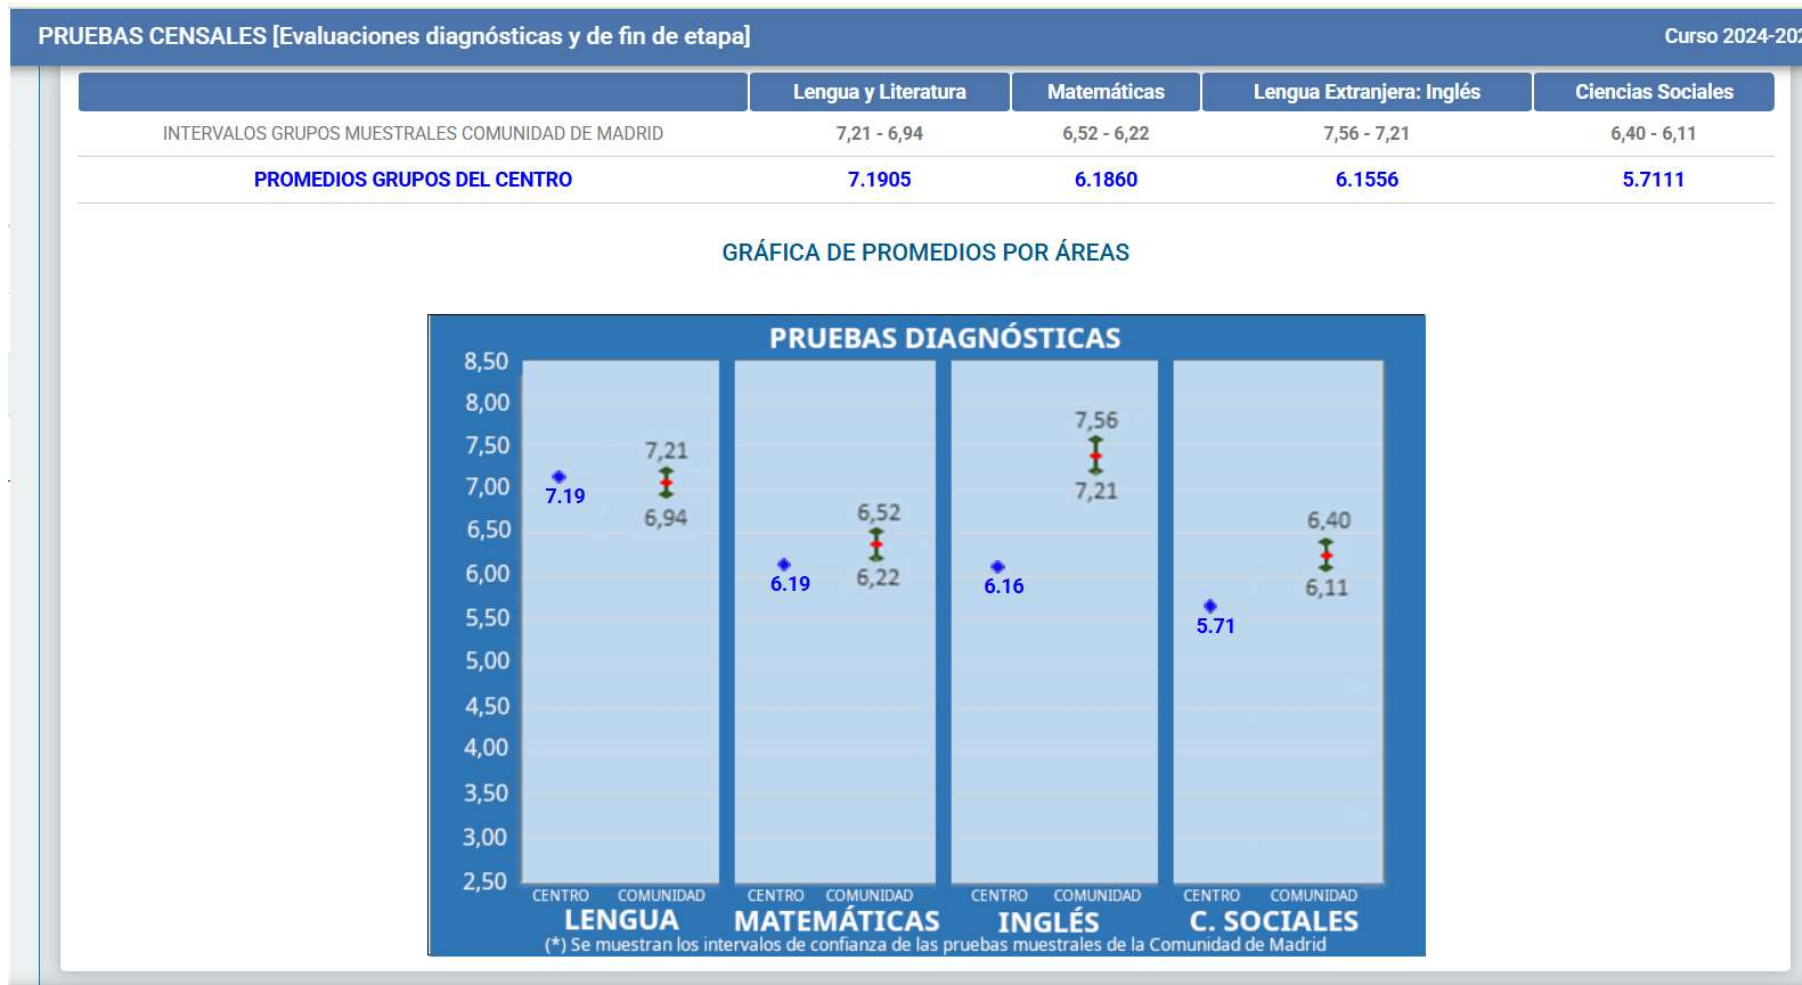 PRUEBAS CENSALES [Evaluaciones diagnósticas y de fin de etapa] Curso 2024-202
Lengua y Literatura Matemáticas Lengua Extranjera: Inglés Ciencias Sociales
INTERVALOS GRUPOS MUESTRALES COMUNIDAD DE MADRID 7,21 - 6,94 6,52 - 6,22 7,56 - 7,21 6,40 - 6,11
PROMEDIOS GRUPOS DEL CENTRO 7.1905 6.1860 6.1556 5.7111
GRÁFICA DE PROMEDIOS POR ÁREAS
PRUEBAS DIAGNÓSTICAS
8,50
8,00
7,56
7,50 7,21
7,00 7.19 7,21
6,94 6,52 6,40
6,50
6,00 6.19 6,22 6.16 6,11
5,50 5.71
5,00
4,50
4,00
3,50
3,00
2,50
CENTRO COMUNIDAD CENTRO COMUNIDAD CENTRO COMUNIDAD CENTRO COMUNIDAD
LENGUA MATEMÁTICAS INGLÉS C. SOCIALES
(*) Se muestran los intervalos de confianza de las pruebas muestrales de la Comunidad de Madrid